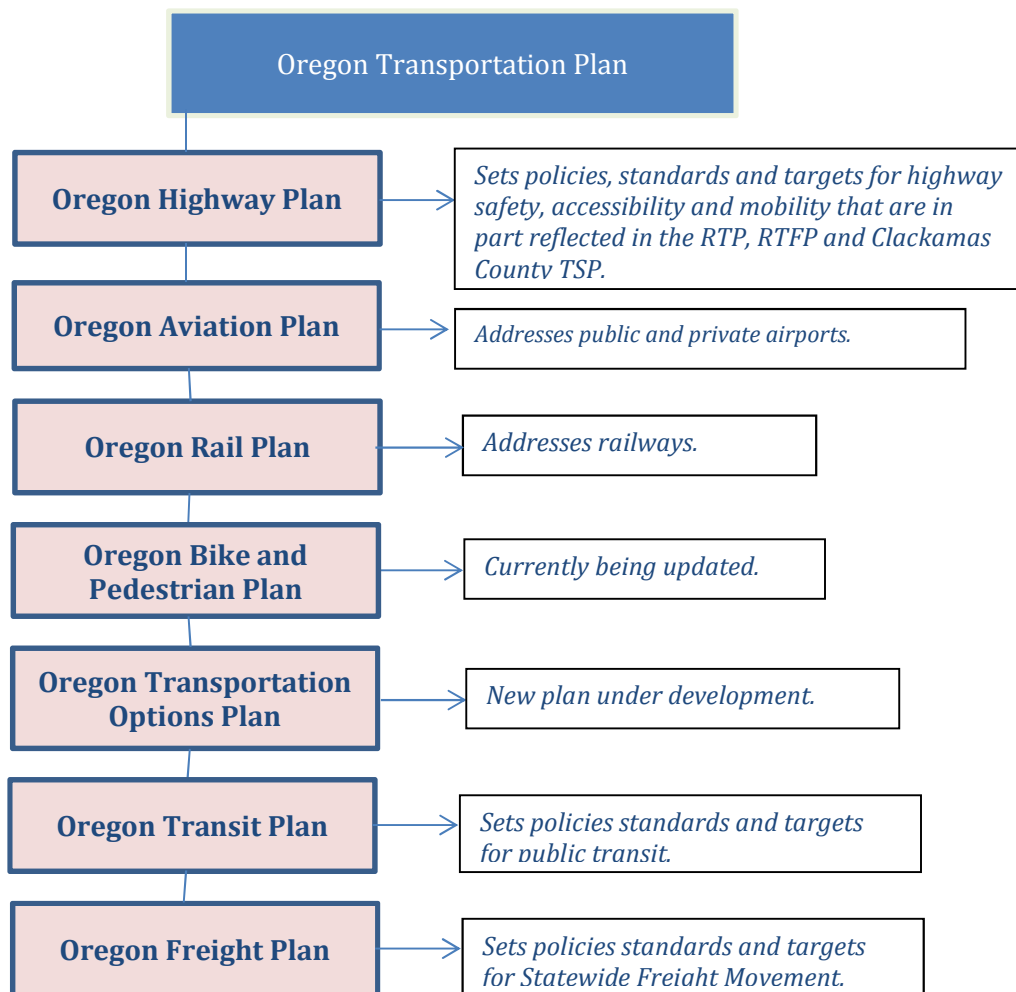 Oregon Transportation Plan
Oregon Highway Plan
Sets policies, standards and targets for highway
safety, accessibility and mobility that are in
part reflected in the RTP, RTFP and Clackamas
County TSP.
Oregon Aviation Plan
Addresses public and private airports.
Oregon Rail Plan
Addresses railways.
Oregon Bike and
Pedestrian Plan
Currently being updated.
Oregon Transportation
Options Plan
New plan under development.
Oregon Transit Plan
Sets policies standards and targets
for public transit.
Oregon Freight Plan
Sets policies standards and targets
for Statewide Freight Movement.